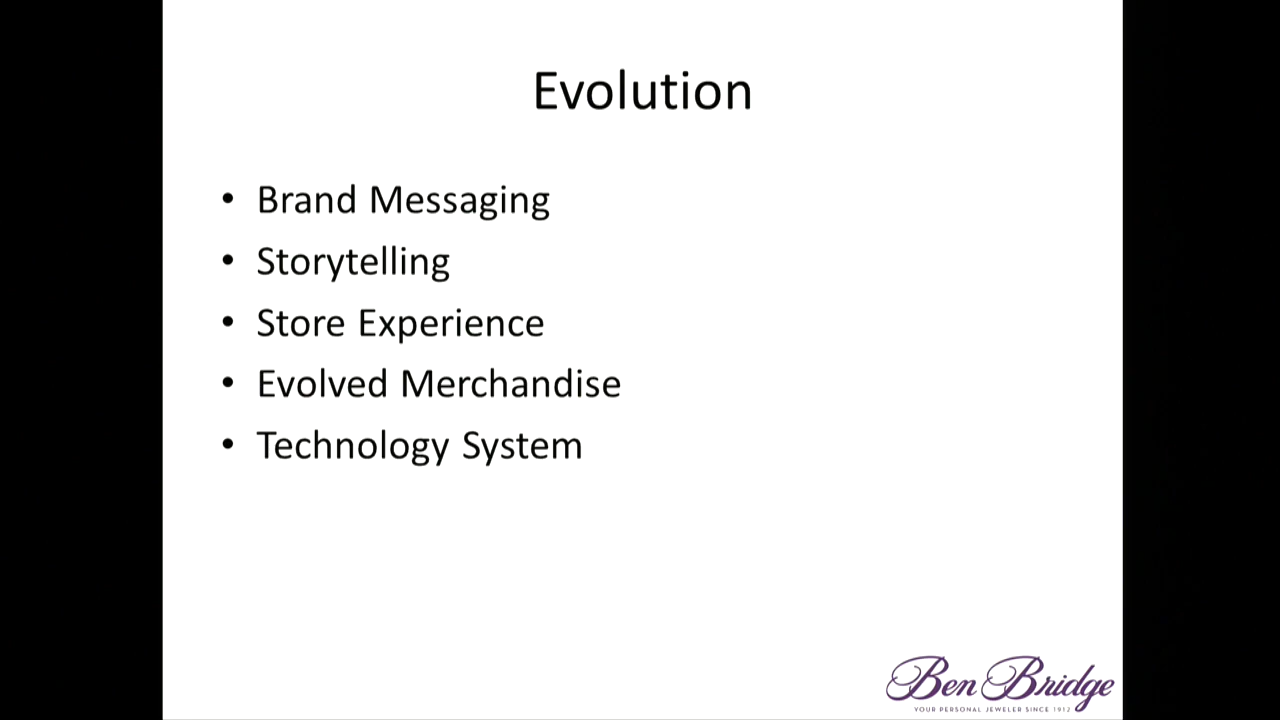 Evolution
• Brand Messaging
• Storytelling
• Store Experience
• Evolved Merchandise
• Technology System
Ben Bridge
YOUR PERSONAL JEWELER SINCE 1912